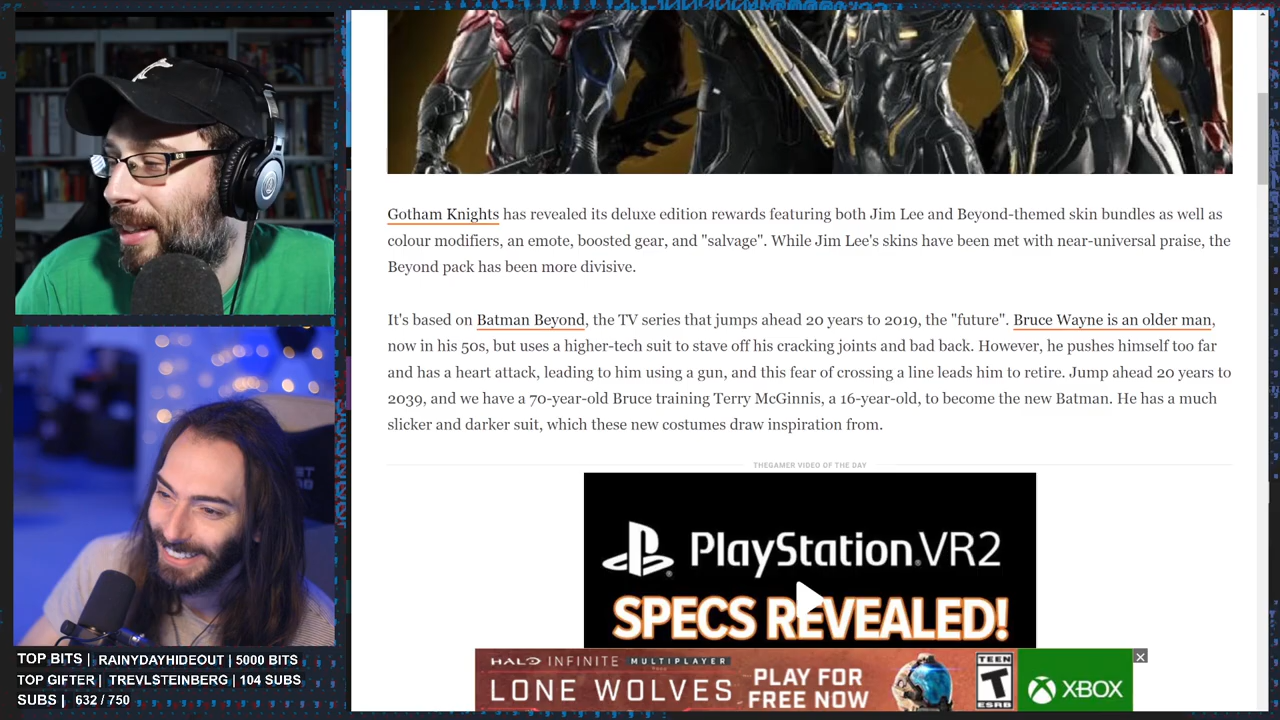 Gotham Knights has revealed its deluxe edition rewards featuring both Jim Lee and Beyond-themed skin bundles as well as
colour modifiers, an emote, boosted gear, and "salvage". While Jim Lee's skins have been met with near-universal praise, the
Beyond pack has been more divisive.
It's based on Batman Beyond, the TV series that jumps ahead 20 years to 2019, the "future". Bruce Wayne is an older man,
now in his 50s, but uses a higher-tech suit to stave off his cracking joints and bad back. However, he pushes himself too far
and has a heart attack, leading to him using a gun, and this fear of crossing a line leads him to retire. Jump ahead 20 years to
2039, and we have a 70-year-old Bruce training Terry McGinnis, a 16-year-old, to become the new Batman. He has a much
slicker and darker suit, which these new costumes draw inspiration from.
THEGAMER VIDEO OF THE DAY
PlayStation VR2
SPECS REVEALED!
HALO INFINITE MULTIPLAYER
LONE WOLVES
PLAY FOR
FREE NOW
TEEN
T
ESRB
XBOX
TOP BITS | RAINYDAYHIDEOUT | 5000 BITS
TOP GIFTER | TREVLSTEINBERG | 104 SUBS
SUBS | 632 / 750